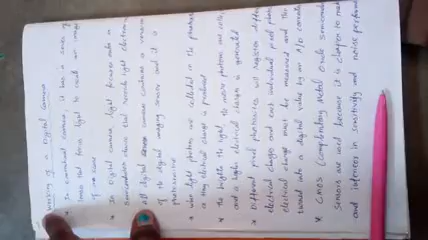 Working of a Digital Camera
* In conventional camera, it has a series of
lenses that focus light to create an image
of a scene
* In Digital camera, light focuses onto a
semiconductor device that records light electronically
* All digital camera contains a
of the digital imaging sensor and it is
photosensitive
* When light photons are collected in the photosite
a tiny electrical charge is produced
* The brighter the light the more photons are
and a higher electrical charge is generated
* Different pixel photosites will register different
electrical charges and each individual pixel
electrical charge must be measured and then
turned into a digital value by an A/D converter
* CMOS (Complementary Metal Oxide
sensors are used because it is cheaper to make
and inferences in sensitivity and noise